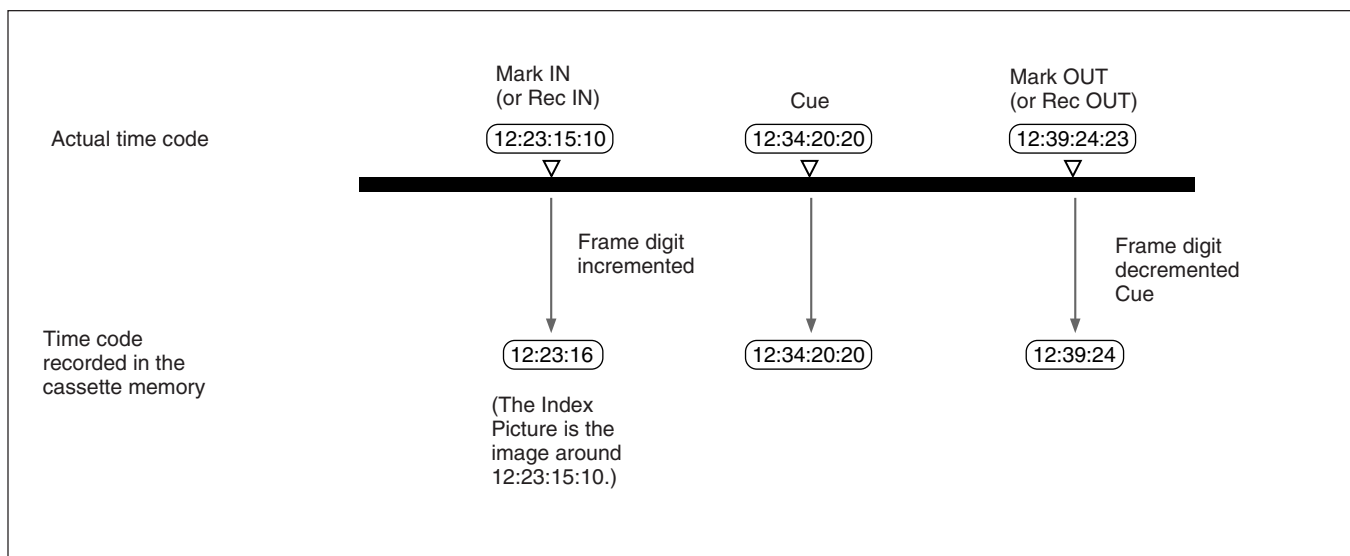 Mark IN
(or Rec IN)
Cue
Mark OUT
(or Rec OUT)
Actual time code
12:23:15:10
12:34:20:20
12:39:24:23
Frame digit
incremented
Frame digit
decremented
Cue
Time code
recorded in the
cassette memory
12:23:16
12:34:20:20
12:39:24
(The Index
Picture is the
image around
12:23:15:10.)